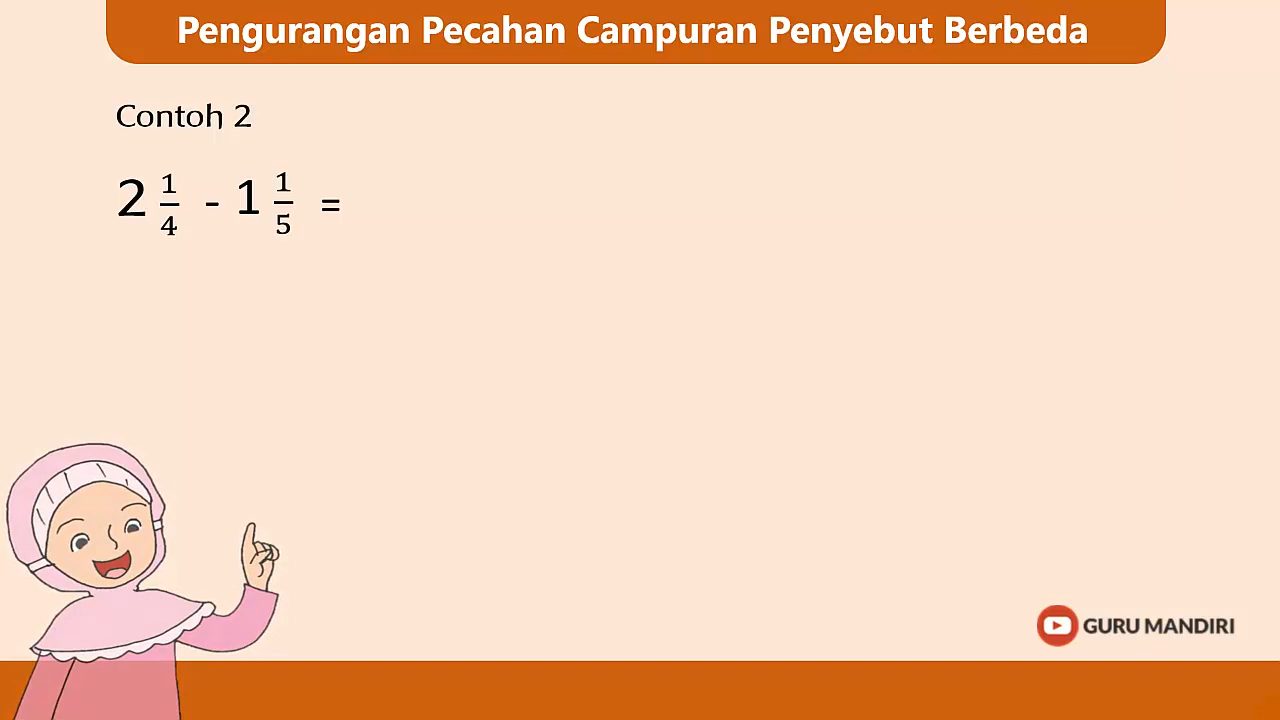 Pengurangan Pecahan Campuran Penyebut Berbeda
Contoh 2
2 1/4 - 1 1/5 =
GURU MANDIRI